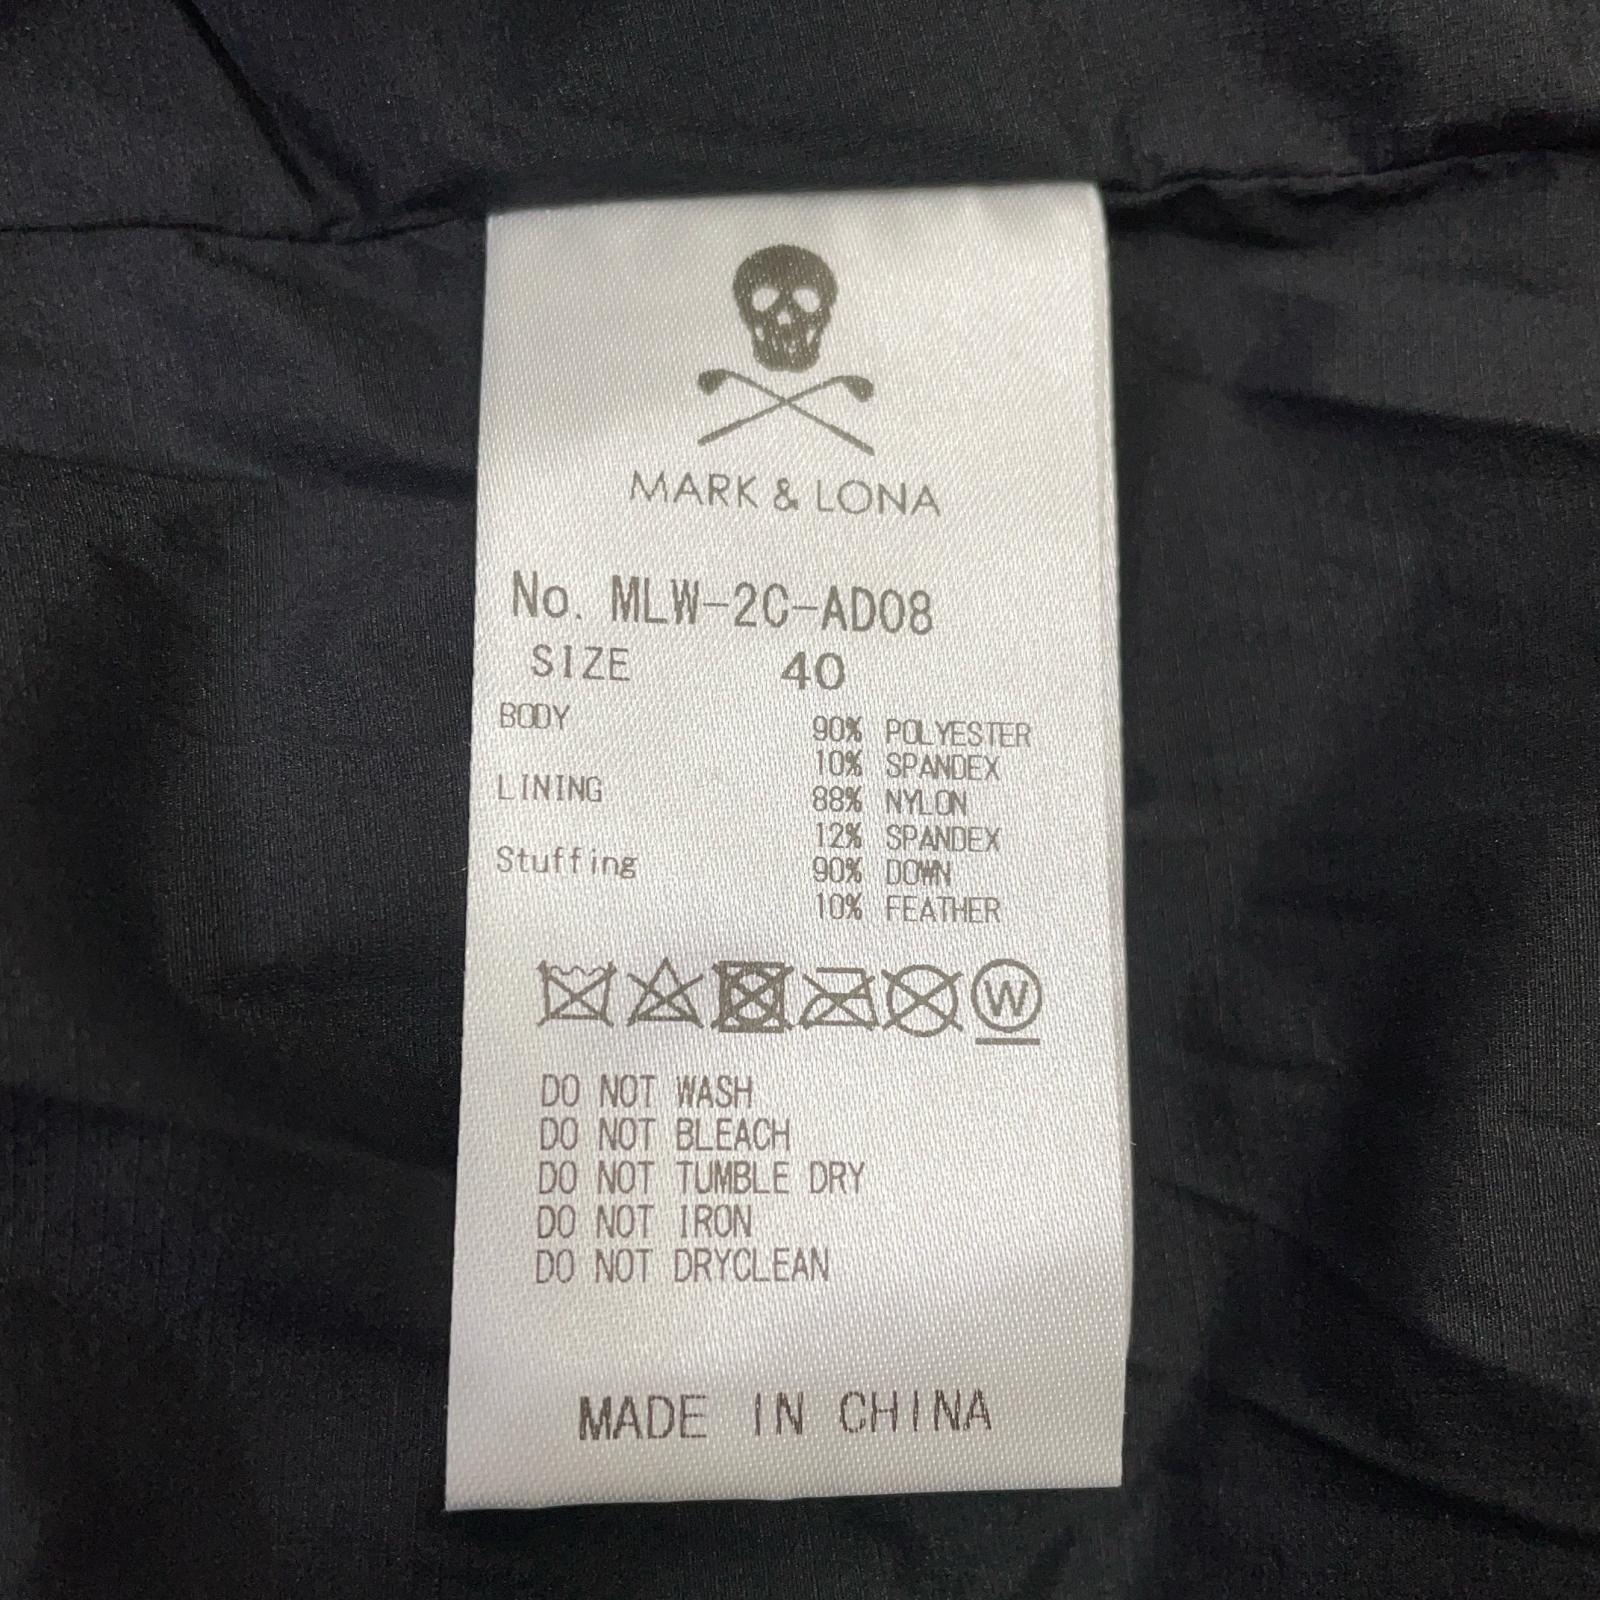 MARK & LONA
No. MLW-2C-AD08
SIZE 40
BODY 90% POLYESTER
10% SPANDEX
LINING 88% NYLON
12% SPANDEX
Stuffing 90% DOWN
10% FEATHER
W
DO NOT WASH
DO NOT BLEACH
DO NOT TUMBLE DRY
DO NOT IRON
DO NOT DRYCLEAN
MADE IN CHINA